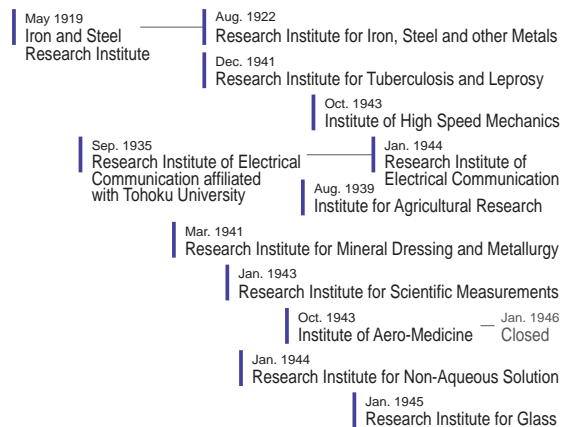 May 1919
Iron and Steel
Research Institute
Aug. 1922
Research Institute for Iron, Steel and other Metals
Dec. 1941
Research Institute for Tuberculosis and Leprosy
Oct. 1943
Institute of High Speed Mechanics
Sep. 1935
Research Institute of Electrical
Communication affiliated
with Tohoku University
Jan. 1944
Research Institute of
Electrical Communication
Aug. 1939
Institute for Agricultural Research
Mar. 1941
Research Institute for Mineral Dressing and Metallurgy
Jan. 1943
Research Institute for Scientific Measurements
Oct. 1943
Institute of Aero-Medicine
Jan. 1946
Closed
Jan. 1944
Research Institute for Non-Aqueous Solution
Jan. 1945
Research Institute for Glass